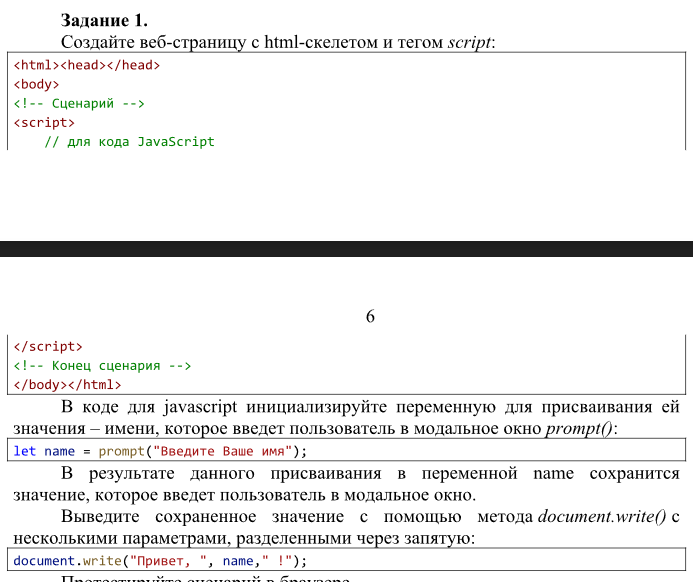 Задание 1.
Создайте веб-страницу с html-скелетом и тегом script:
<html><head></head>
<body>
<!-- Сценарий -->
<script>
    // для кода JavaScript
6
</script>
<!-- Конец сценария -->
</body></html>
В коде для javascript инициализируйте переменную для присваивания ей
значения – имени, которое введет пользователь в модальное окно prompt():
let name = prompt("Введите Ваше имя");
В результате данного присваивания в переменной name сохранится
значение, которое введет пользователь в модальное окно.
Выведите сохраненное значение с помощью метода document.write() с
несколькими параметрами, разделенными через запятую:
document.write("Привет, ", name," !");
Протестируйте сценарий в браузере